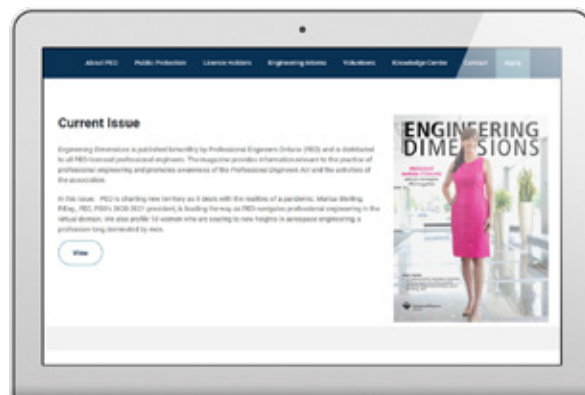 About PEO Public Protection Licence Holders Engineering Interns Volunteers Knowledge Centre Contact Apply
Current Issue
Engineering Dimensions is published bimonthly by Professional Engineers Ontario (PEO) and is distributed
to all PEO-licensed professional engineers. The magazine provides information relevant to the practice of
professional engineering and promotes awareness of the Professional Engineers Act and the activities of
the association.
In this issue: PEO is charting new territory as it deals with the realities of a pandemic. Marisa Sterling,
P.Eng., FEC, PEO's 2020-2021 president, is leading the way as PEO navigates professional engineering in the
virtual domain. We also profile 10 women who are soaring to new heights in aerospace engineering, a
profession long dominated by men.
View
ENGINEERING
DIMENSIONS
PRESIDENT
MARISA STERLING